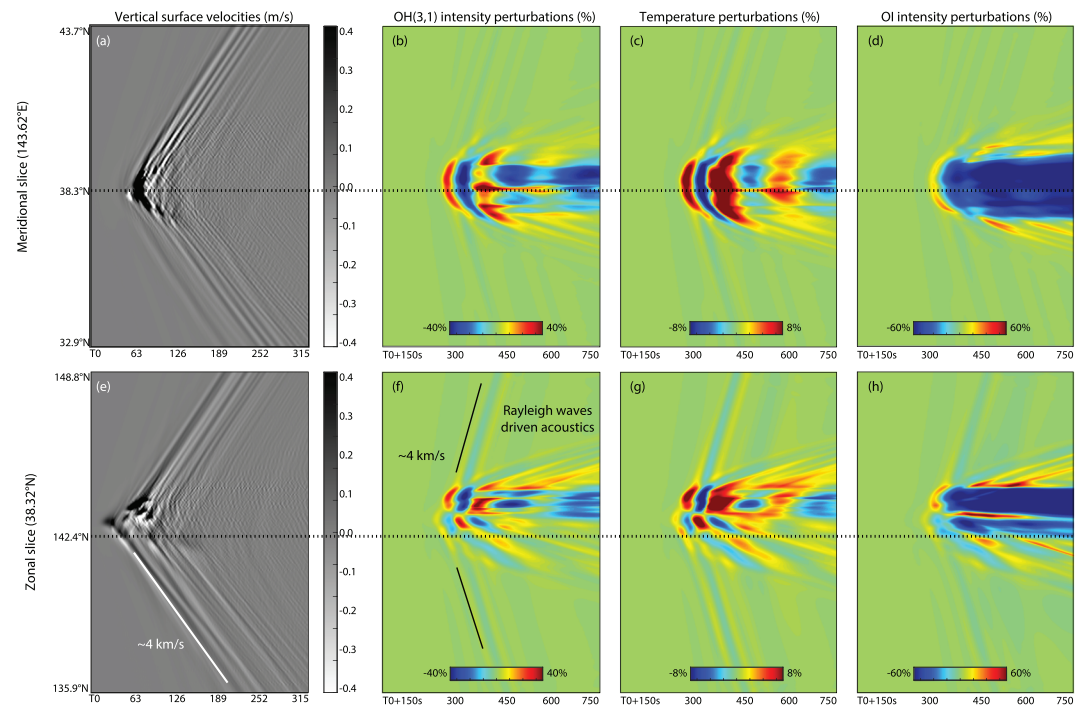 Vertical surface velocities (m/s)
OH(3,1) intensity perturbations (%)
Temperature perturbations (%)
OI intensity perturbations (%)
Meridional slice (143.62°E)
43.7°N
38.3°N
32.9°N
(a)
0.4
0.3
0.2
0.1
0.0
-0.1
-0.2
-0.3
-0.4
T0 63 126 189 252 315
(b)
-40% 40%
T0+150s 300 450 600 750
(c)
-8% 8%
T0+150s 300 450 600 750
(d)
-60% 60%
T0+150s 300 450 600 750
Zonal slice (38.32°N)
148.8°N
142.4°N
135.9°N
(e)
~4 km/s
0.4
0.3
0.2
0.1
0.0
-0.1
-0.2
-0.3
-0.4
T0 63 126 189 252 315
(f)
Rayleigh waves
driven acoustics
~4 km/s
-40% 40%
T0+150s 300 450 600 750
(g)
-8% 8%
T0+150s 300 450 600 750
(h)
-60% 60%
T0+150s 300 450 600 750